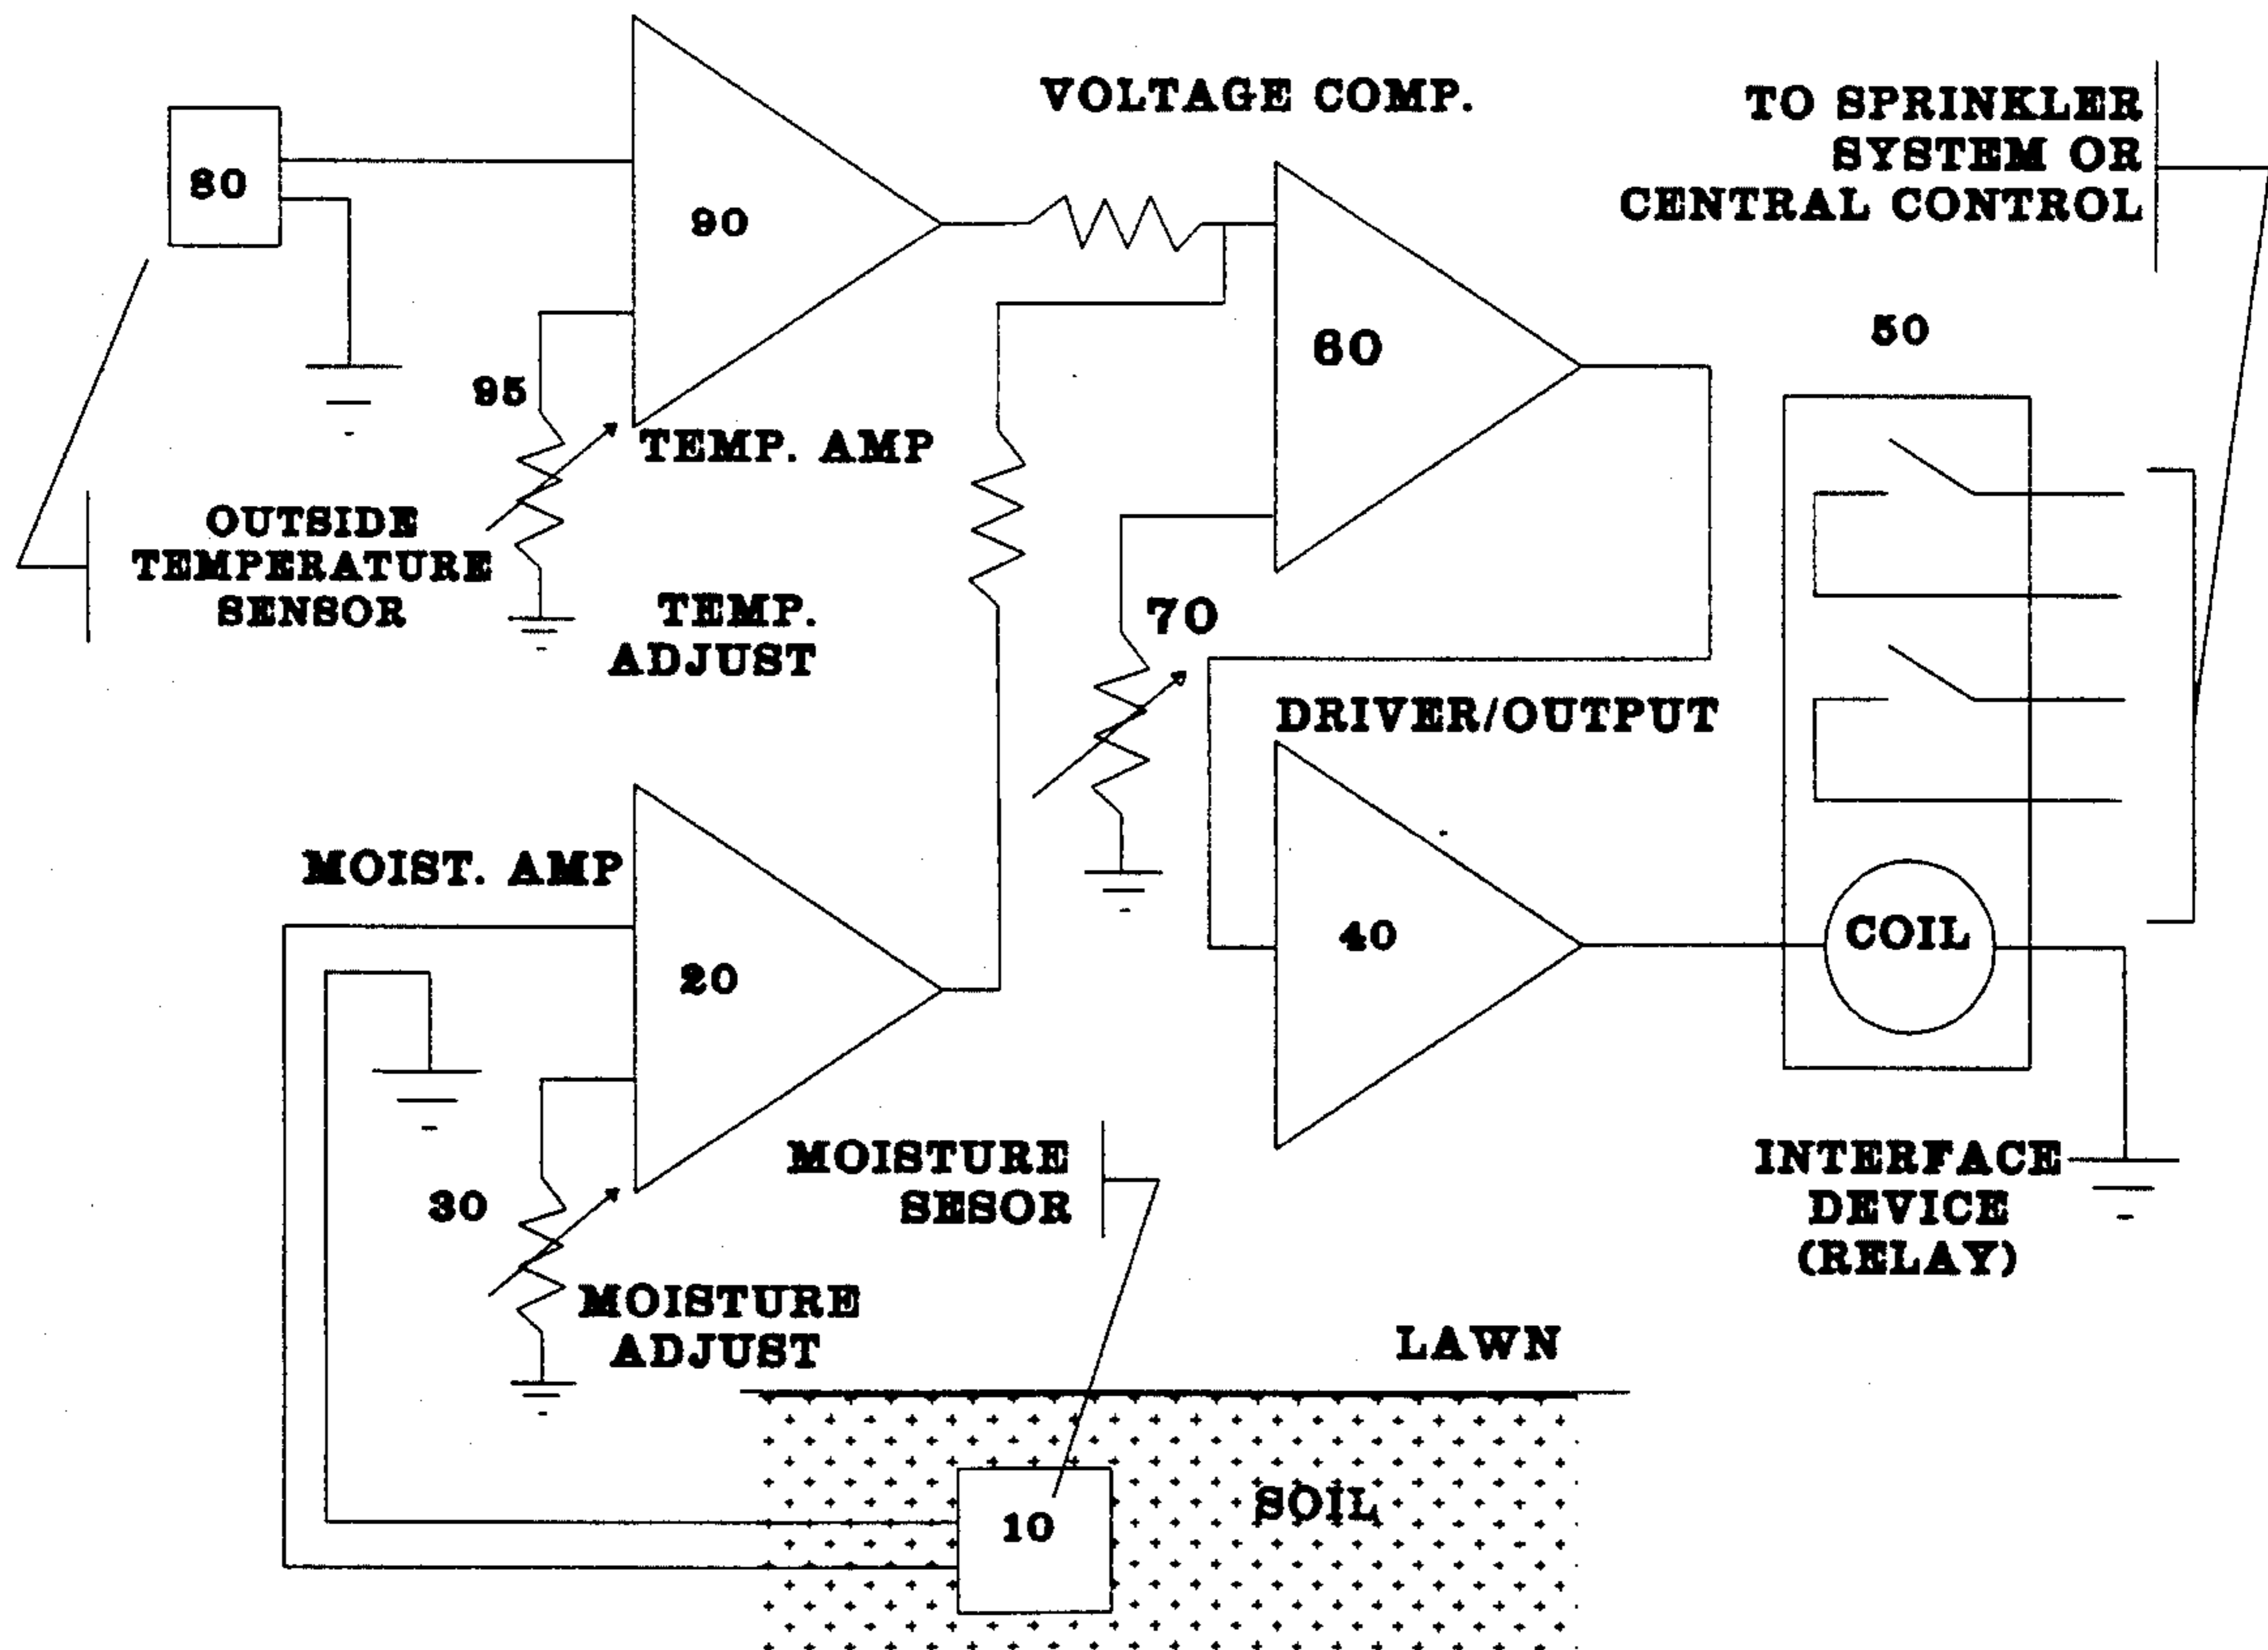 VOLTAGE COMP.
TO SPRINKLER
SYSTEM OR
CENTRAL CONTROL
80
90
60
50
95
TEMP. AMP
OUTSIDE
TEMPERATURE
SENSOR
TEMP.
ADJUST
70
DRIVER/OUTPUT
MOIST. AMP
20
40
COIL
MOISTURE
SESOR
INTERFACE
DEVICE
(RELAY)
30
MOISTURE
ADJUST
LAWN
SOIL
10